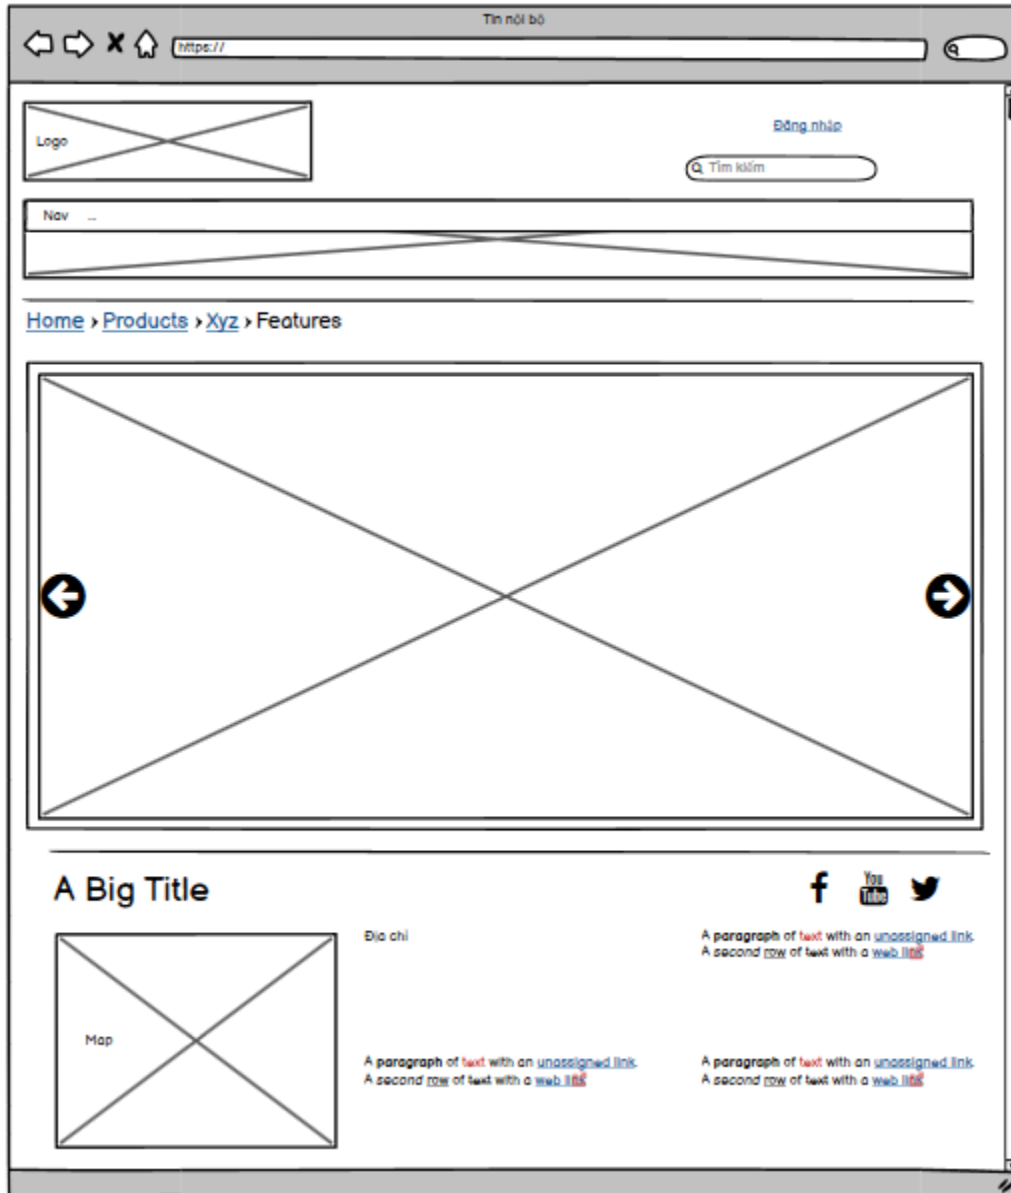 Tin nội bộ
https://
Logo
Đăng nhập
Tìm kiếm
Nav ...
Home › Products › Xyz › Features
A Big Title
You
Tube
Map
Địa chỉ
A paragraph of text with an unassigned link.
A second row of text with a web link
A paragraph of text with an unassigned link.
A second row of text with a web link
A paragraph of text with an unassigned link.
A second row of text with a web link